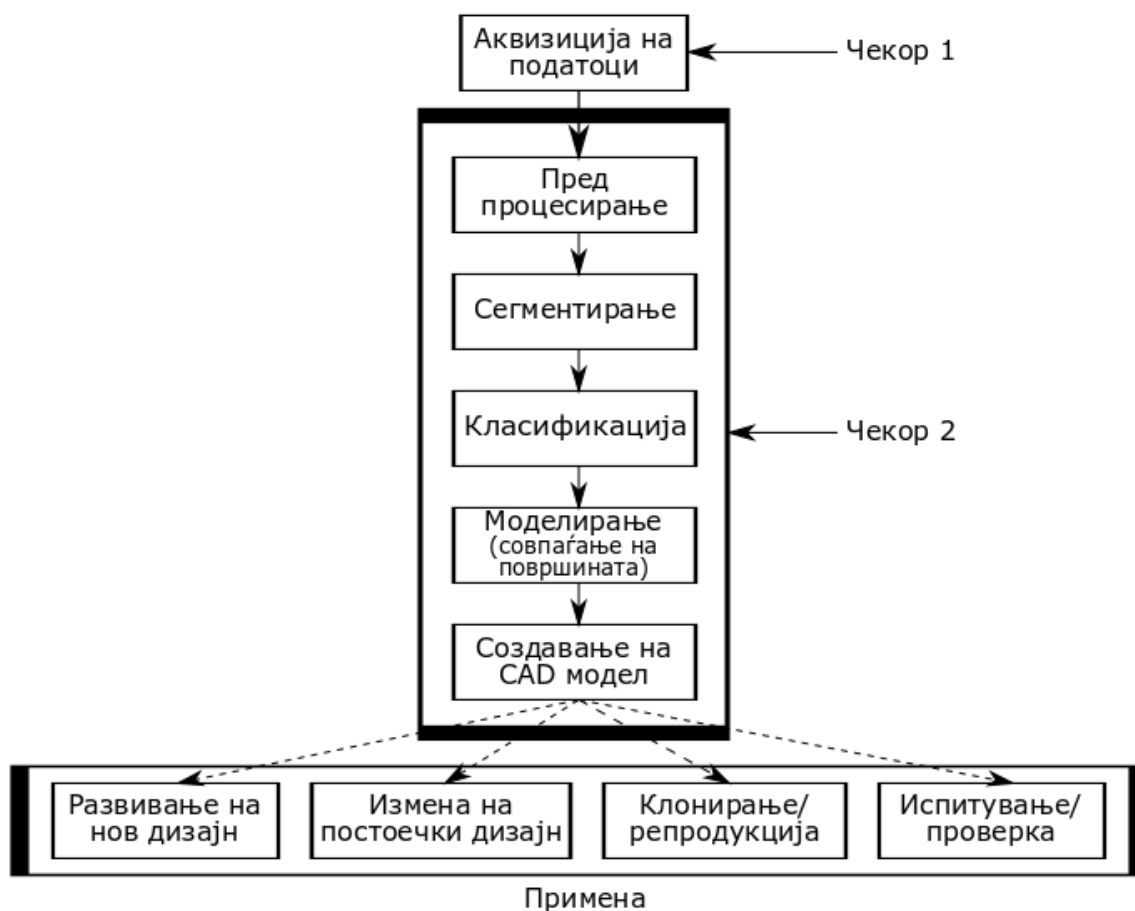 Аквизиција на
податоци
Чекор 1
Пред
процесирање
Сегментирање
Класификација
Чекор 2
Моделирање
(совпаѓање на
површината)
Создавање на
CAD модел
Развивање на
нов дизајн
Измена на
постоечки дизајн
Клонирање/
репродукција
Испитување/
проверка
Примена